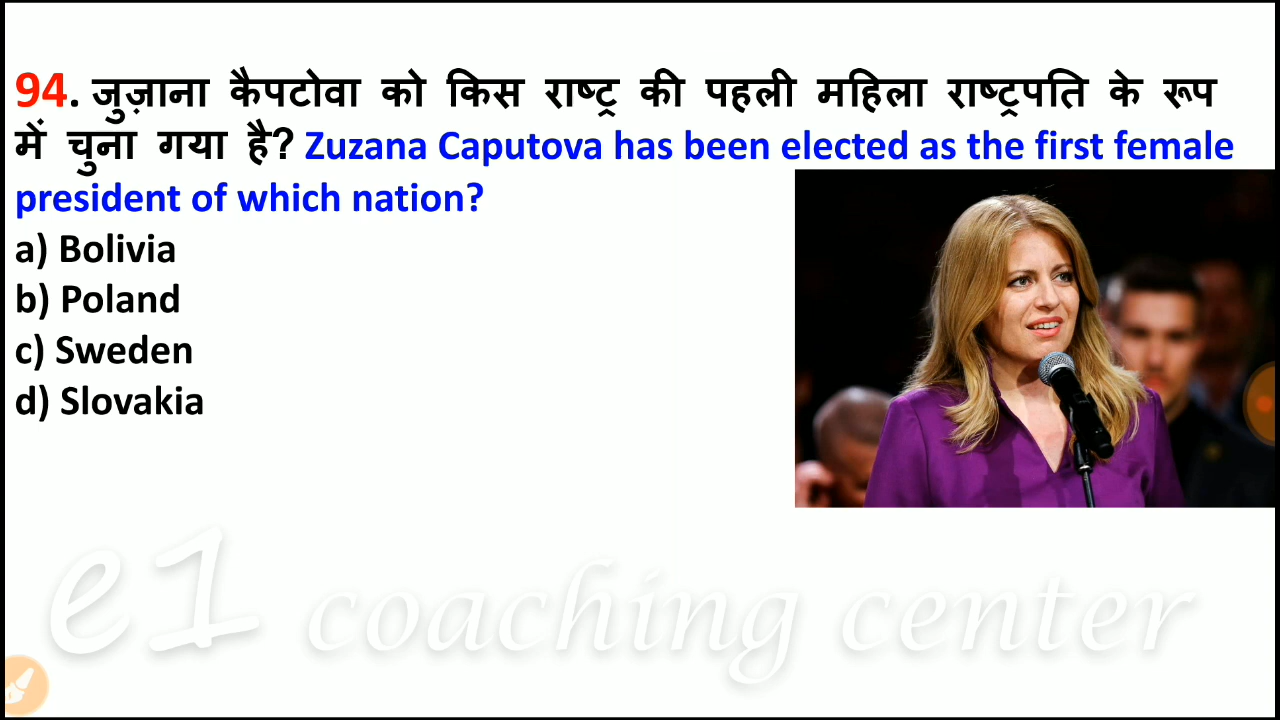 94. जुज़ाना कैपटोवा को किस राष्ट्र की पहली महिला राष्ट्रपति के रूप
में चुना गया है? Zuzana Caputova has been elected as the first female
president of which nation?
a) Bolivia
b) Poland
c) Sweden
d) Slovakia
e1 coaching center